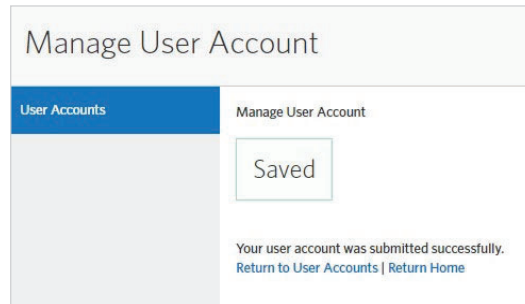 Manage User Account
User Accounts
Manage User Account
Saved
Your user account was submitted successfully.
Return to User Accounts | Return Home